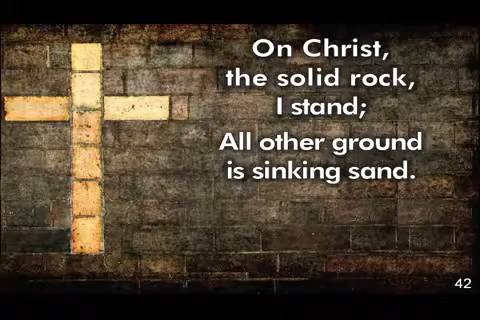 On Christ,
the solid rock,
I stand;
All other ground
is sinking sand.
42